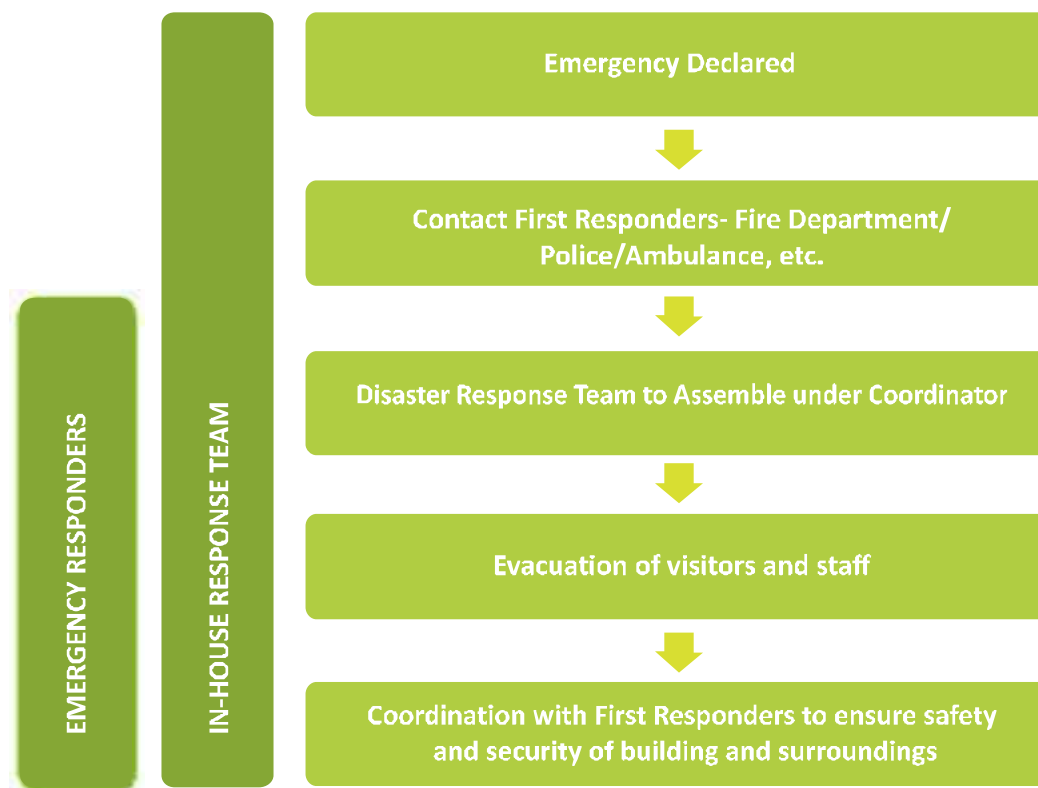 Emergency Declared
Contact First Responders- Fire Department/
Police/Ambulance, etc.
Disaster Response Team to Assemble under Coordinator
Evacuation of visitors and staff
Coordination with First Responders to ensure safety
and security of building and surroundings
EMERGENCY RESPONDERS
IN-HOUSE RESPONSE TEAM